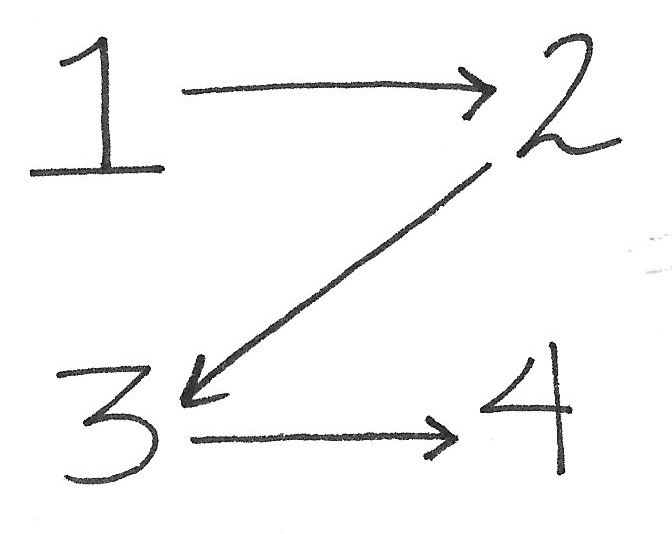 1 → 2
3 → 4